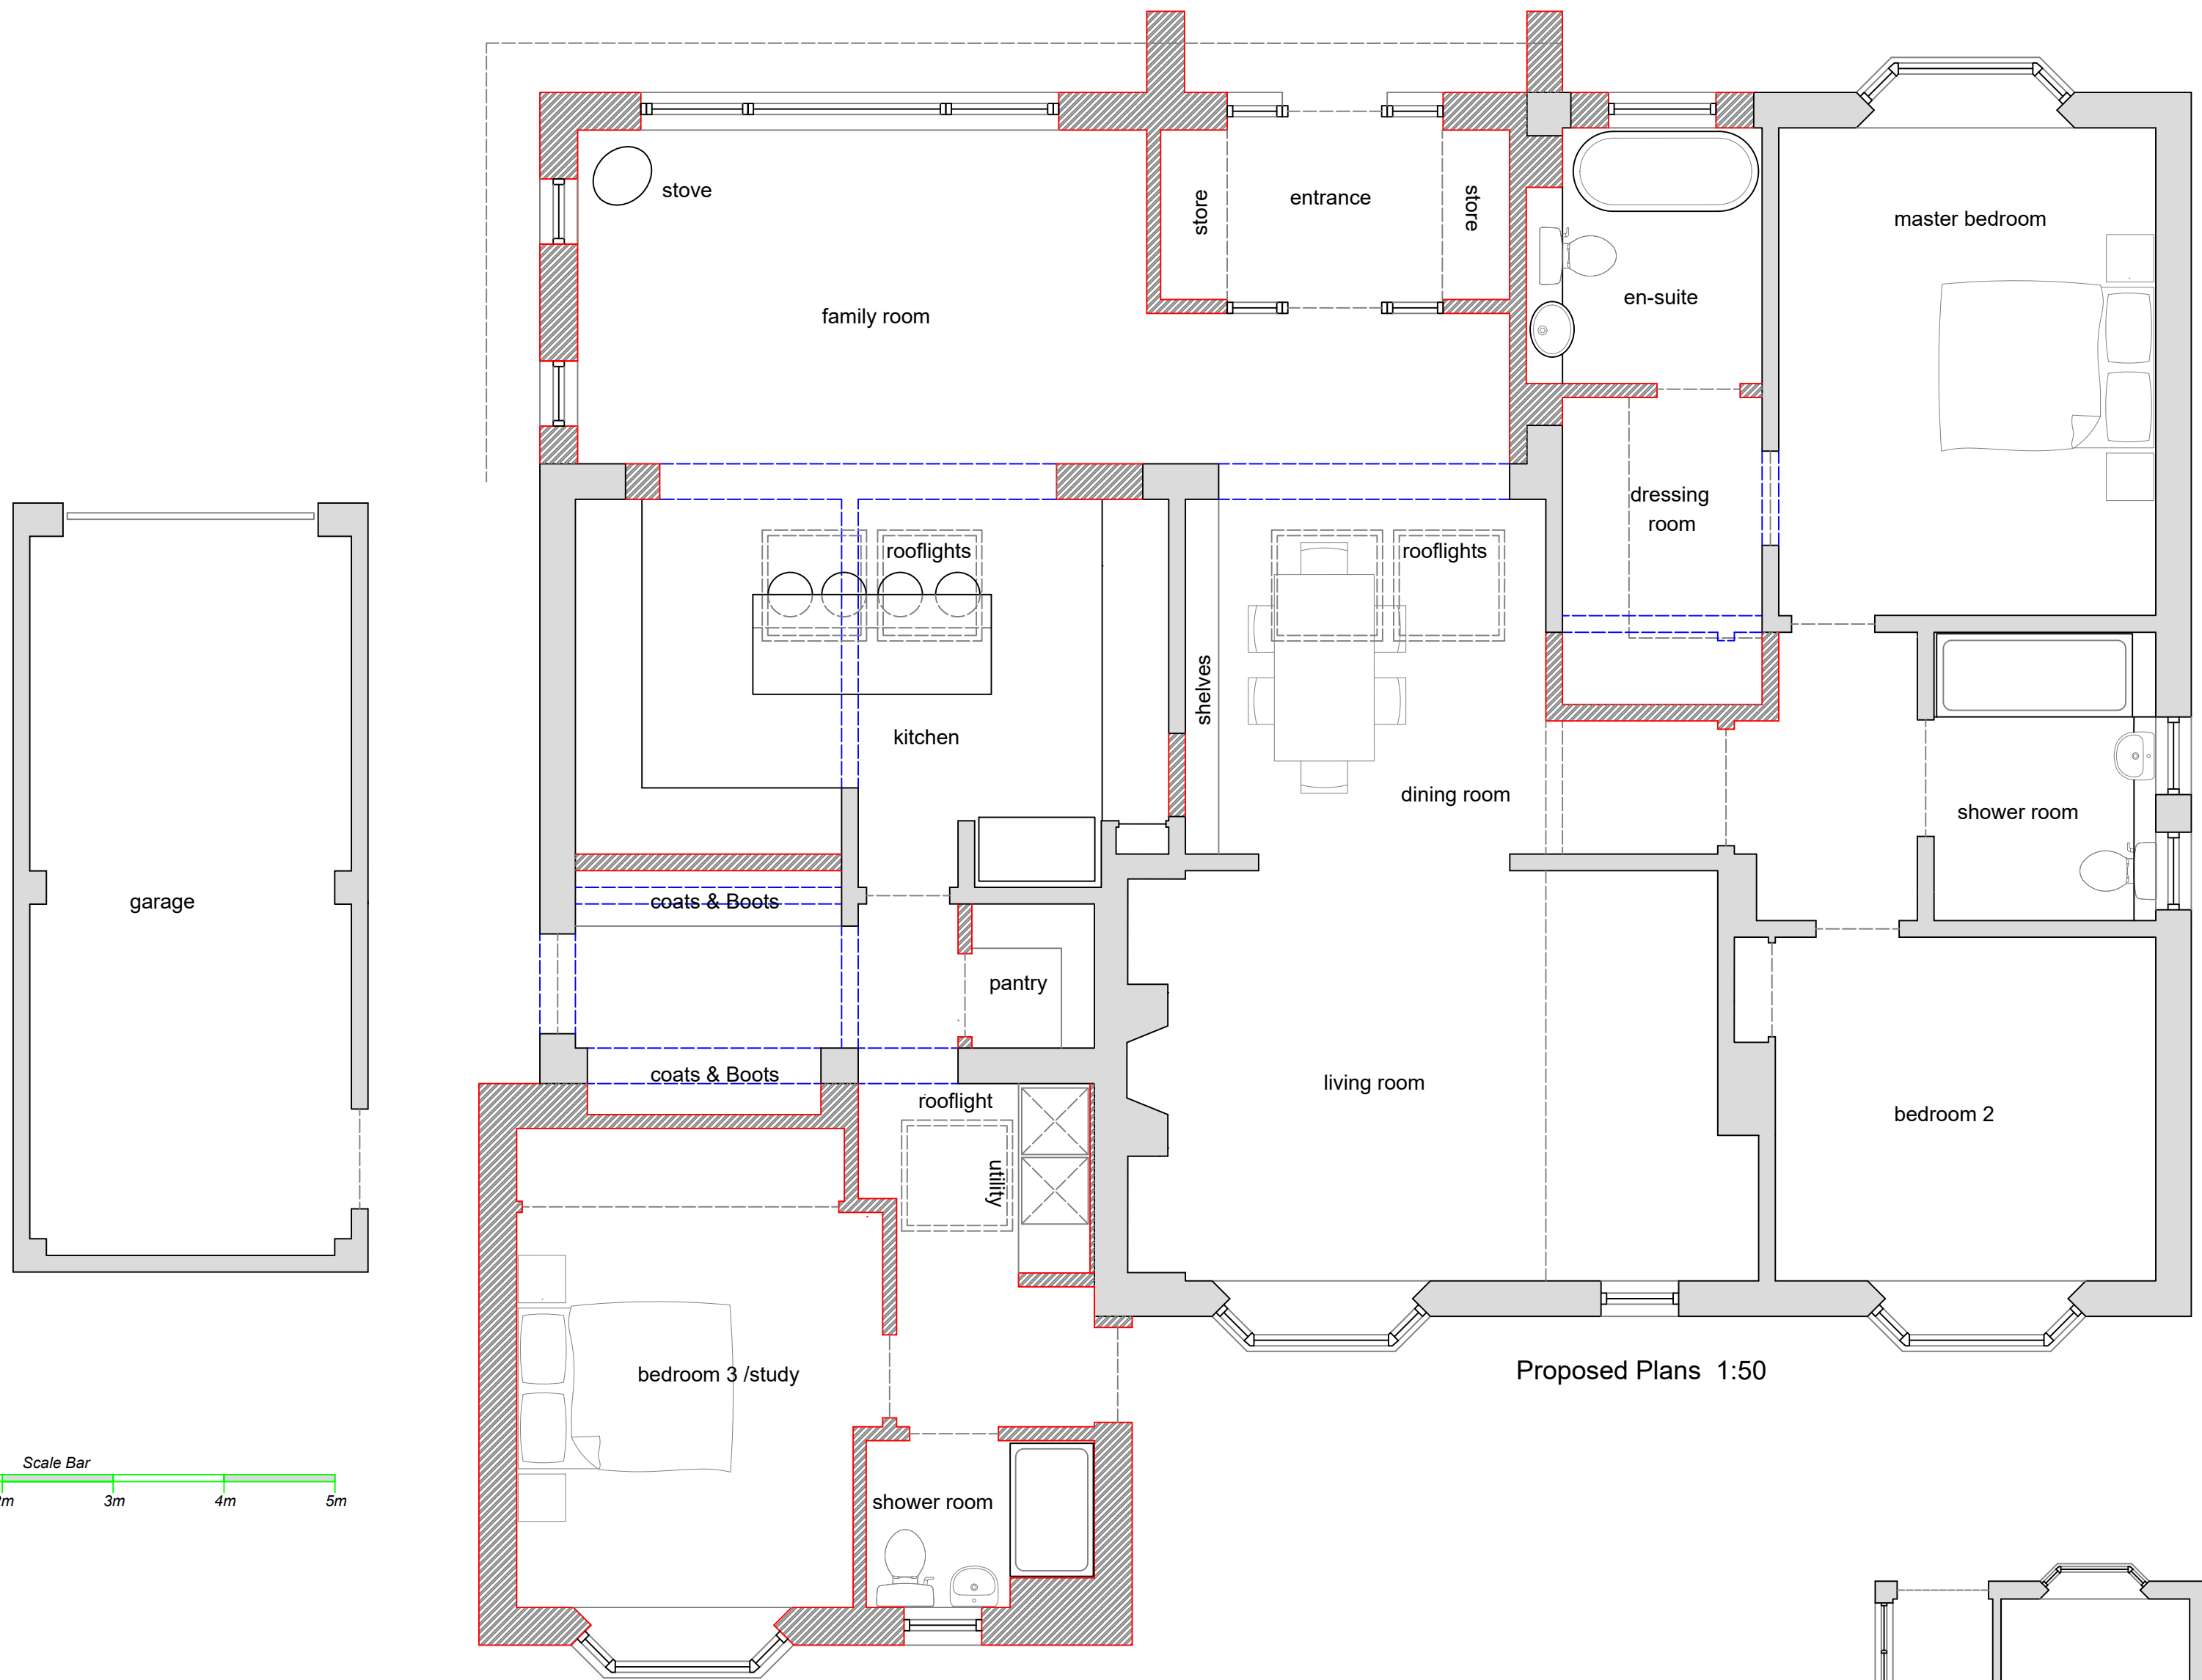 stove
store
entrance
store
master bedroom
family room
en-suite
dressing
room
rooflights
rooflights
shelves
kitchen
dining room
shower room
garage
coats & Boots
pantry
coats & Boots
living room
rooflight
utility
bedroom 2
bedroom 3 /study
Proposed Plans 1:50
Scale Bar
3m
4m
5m
shower room